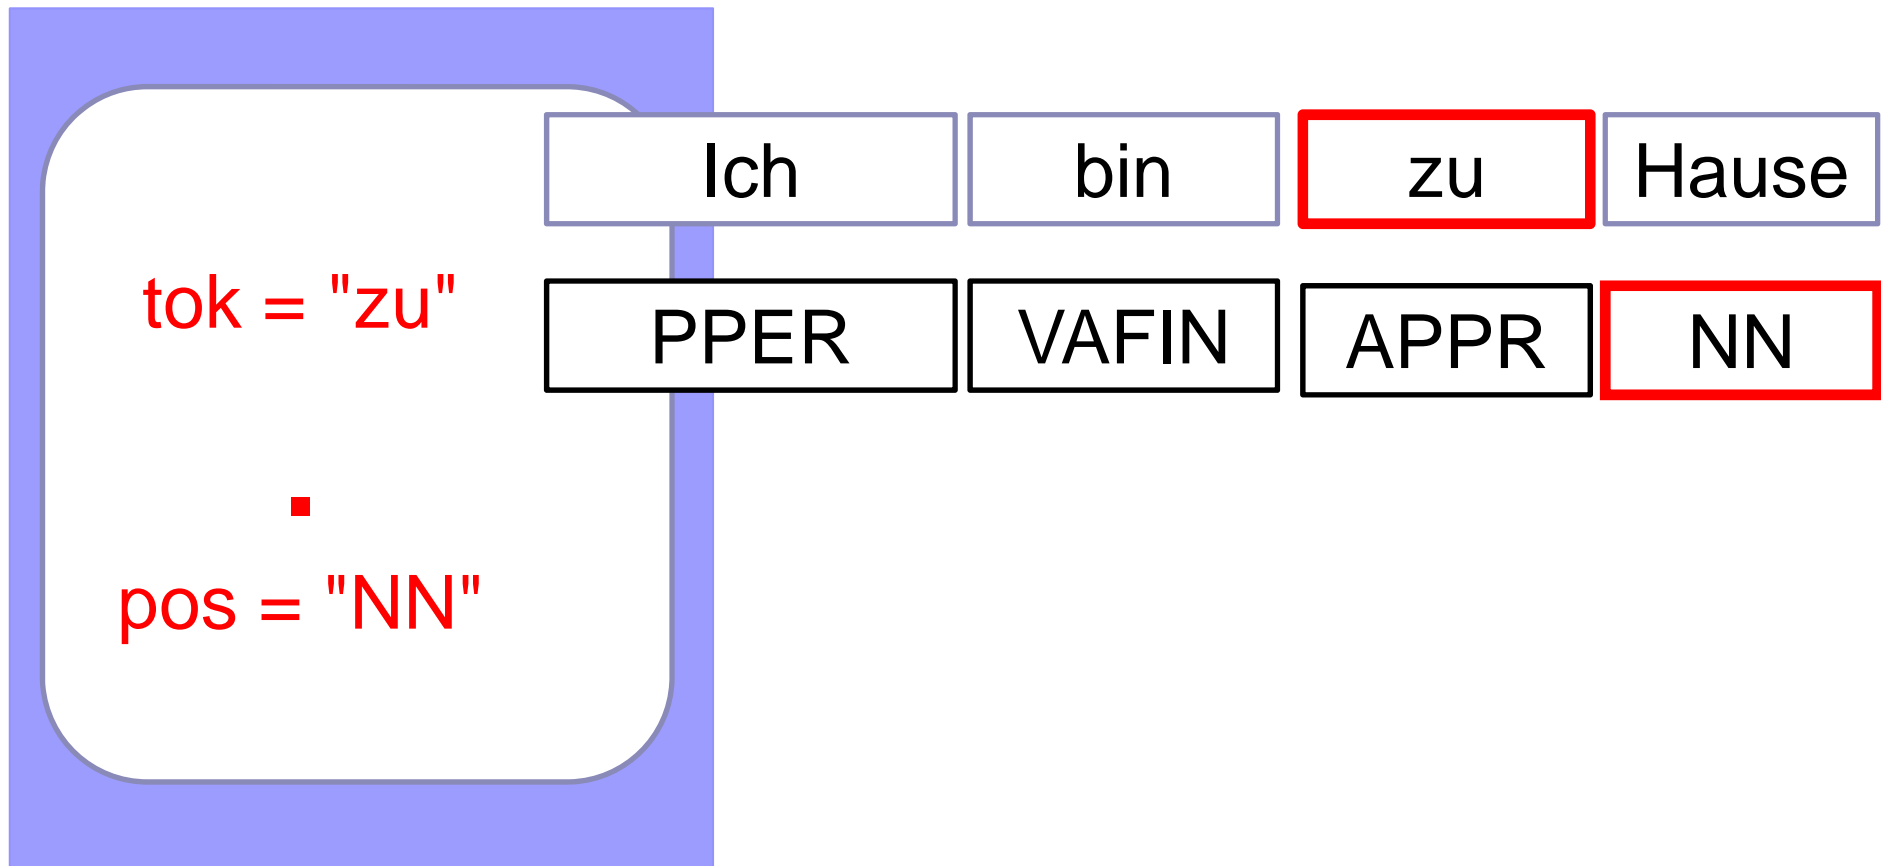 Ich bin zu Hause
tok = "zu"
PPER VAFIN APPR NN
.
pos = "NN"